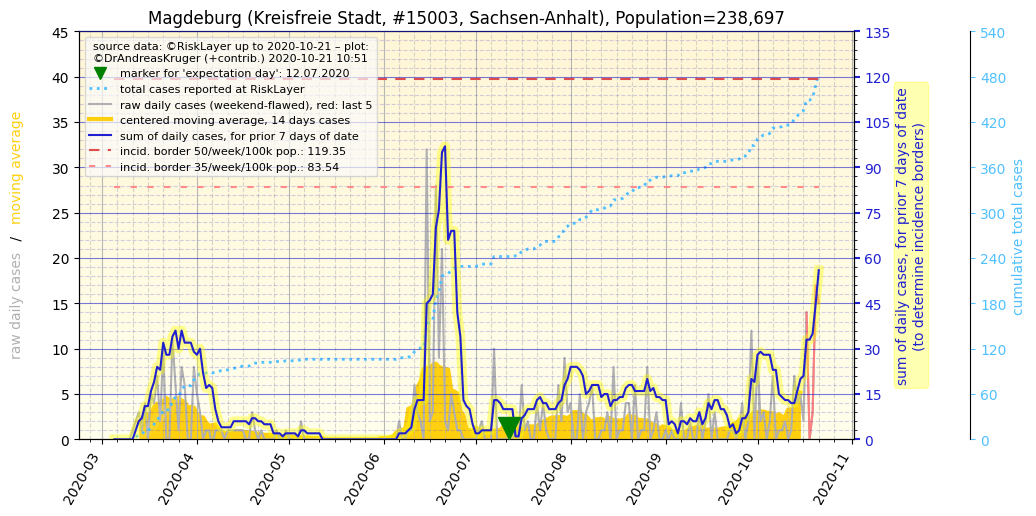 Magdeburg (Kreisfreie Stadt, #15003, Sachsen-Anhalt), Population=238,697
source data: ©RiskLayer up to 2020-10-21 – plot:
©DrAndreasKruger (+contrib.) 2020-10-21 10:51
marker for 'expectation day': 12.07.2020
total cases reported at RiskLayer
raw daily cases (weekend-flawed), red: last 5
centered moving average, 14 days cases
sum of daily cases, for prior 7 days of date
incid. border 50/week/100k pop.: 119.35
incid. border 35/week/100k pop.: 83.54
raw daily cases / moving average
45
40
35
30
25
20
15
10
5
0
2020-03
2020-04
2020-05
2020-06
2020-07
2020-08
2020-09
2020-10
2020-11
135
120
105
90
75
60
45
30
15
0
sum of daily cases, for prior 7 days of date
(to determine incidence borders)
540
480
420
360
300
240
180
120
60
0
cumulative total cases